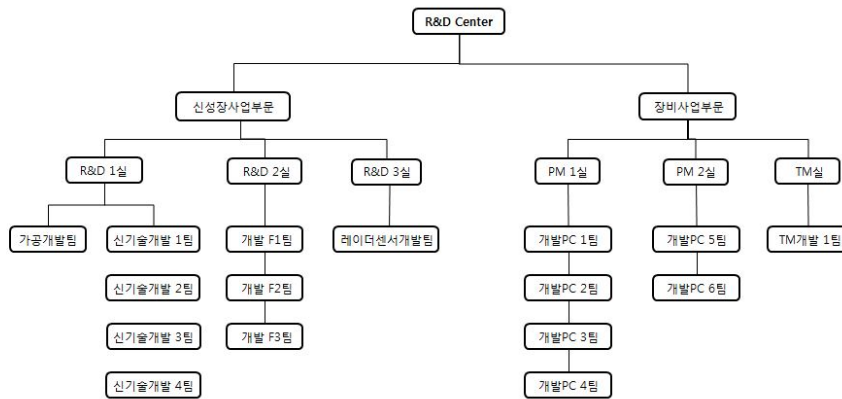 R&D Center
신성장사업부문
장비사업부문
R&D 1실
R&D 2실
R&D 3실
PM 1실
PM 2실
TM실
가공개발팀
신기술개발 1팀
개발 F1팀
레이더센서개발팀
개발PC 1팀
개발PC 5팀
TM개발 1팀
신기술개발 2팀
개발 F2팀
개발PC 2팀
개발PC 6팀
신기술개발 3팀
개발 F3팀
개발PC 3팀
신기술개발 4팀
개발PC 4팀